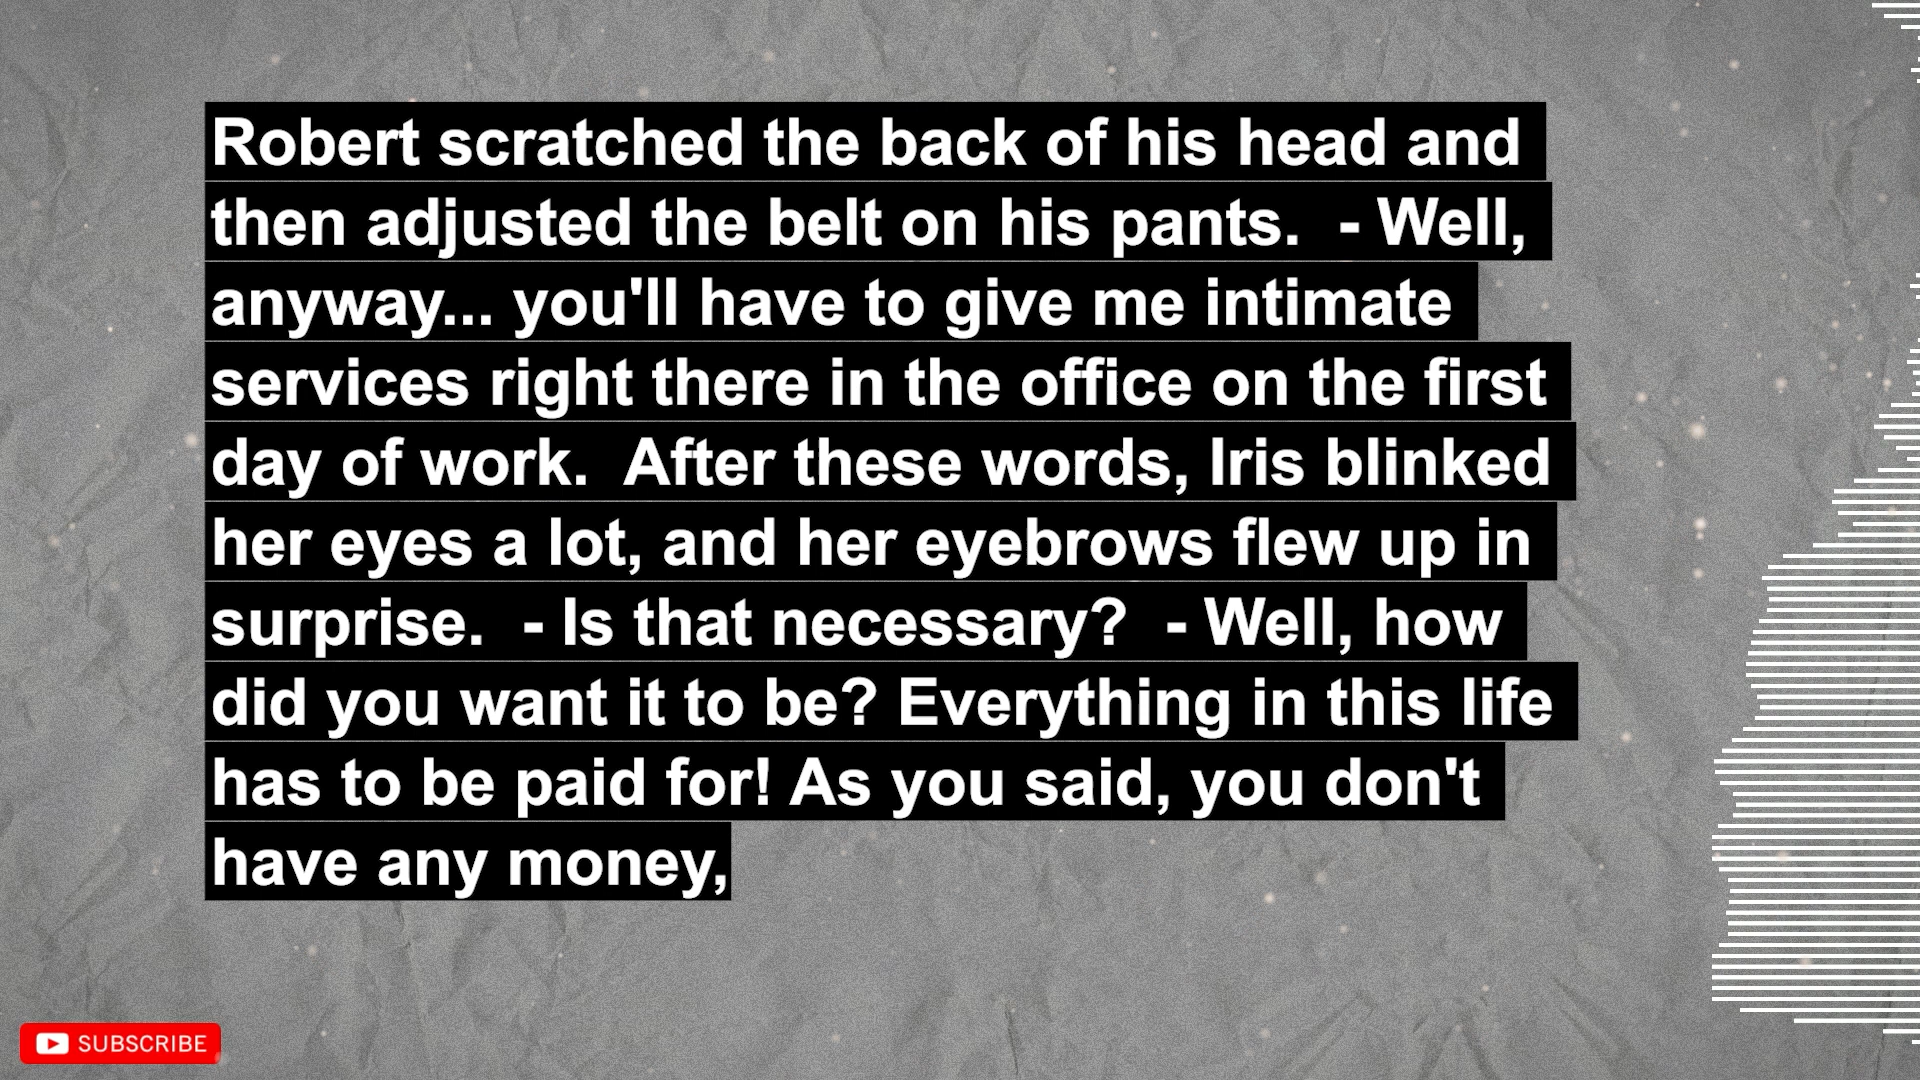 Robert scratched the back of his head and
then adjusted the belt on his pants.  - Well,
anyway... you'll have to give me intimate
services right there in the office on the first
day of work.  After these words, Iris blinked
her eyes a lot, and her eyebrows flew up in
surprise.  - Is that necessary?  - Well, how
did you want it to be? Everything in this life
has to be paid for! As you said, you don't
have any money,
SUBSCRIBE